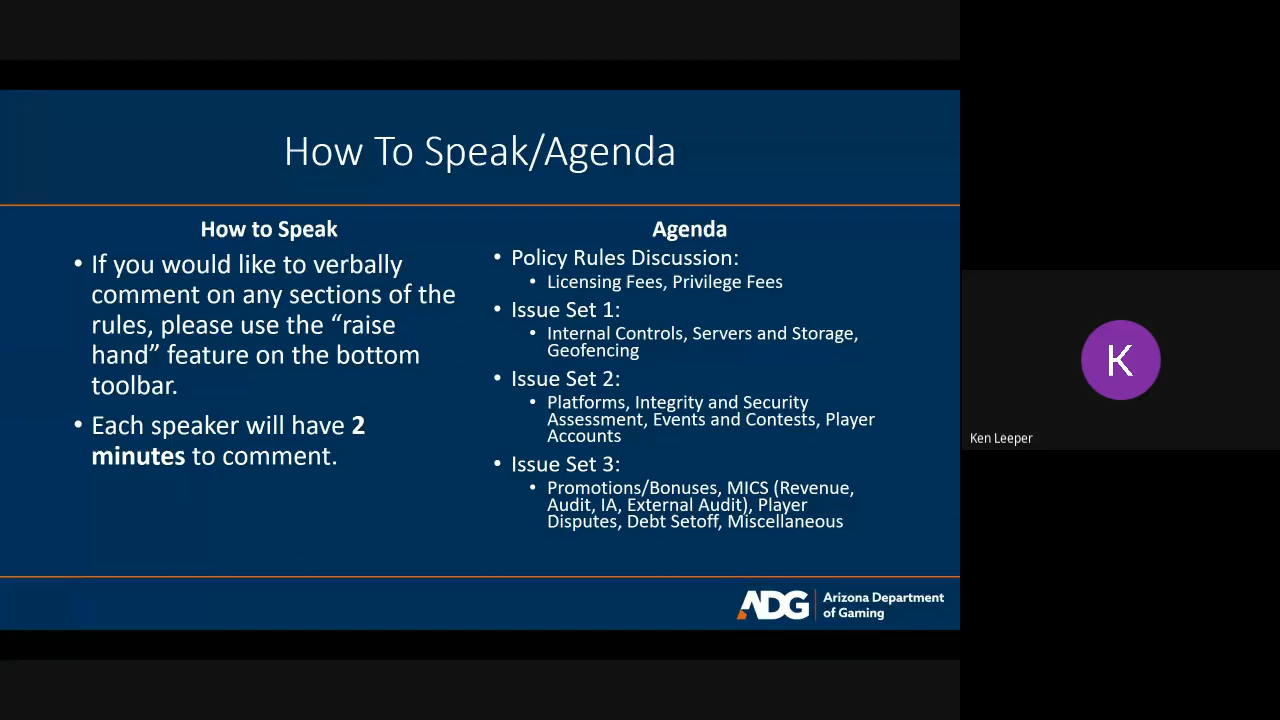 How To Speak/Agenda
How to Speak
• If you would like to verbally
comment on any sections of the
rules, please use the “raise
hand” feature on the bottom
toolbar.
• Each speaker will have 2
minutes to comment.
Agenda
• Policy Rules Discussion:
• Licensing Fees, Privilege Fees
• Issue Set 1:
• Internal Controls, Servers and Storage,
Geofencing
• Issue Set 2:
• Platforms, Integrity and Security
Assessment, Events and Contests, Player
Accounts
• Issue Set 3:
• Promotions/Bonuses, MICS (Revenue,
Audit, IA, External Audit), Player
Disputes, Debt Setoff, Miscellaneous
ADG
Arizona Department
of Gaming
K
Ken Leeper